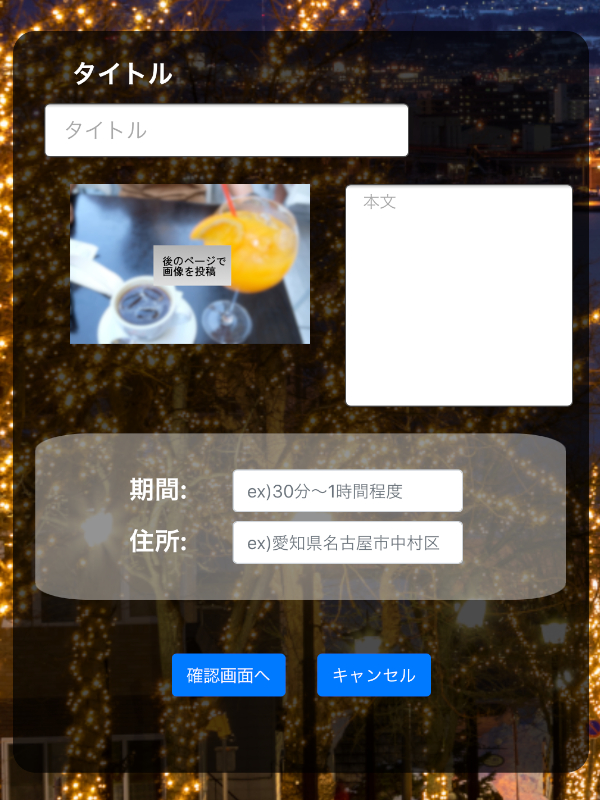 タイトル
タイトル
後のページで
画像を投稿
本文
期間:
ex)30分〜1時間程度
住所:
ex)愛知県名古屋市中村区
確認画面へ
キャンセル